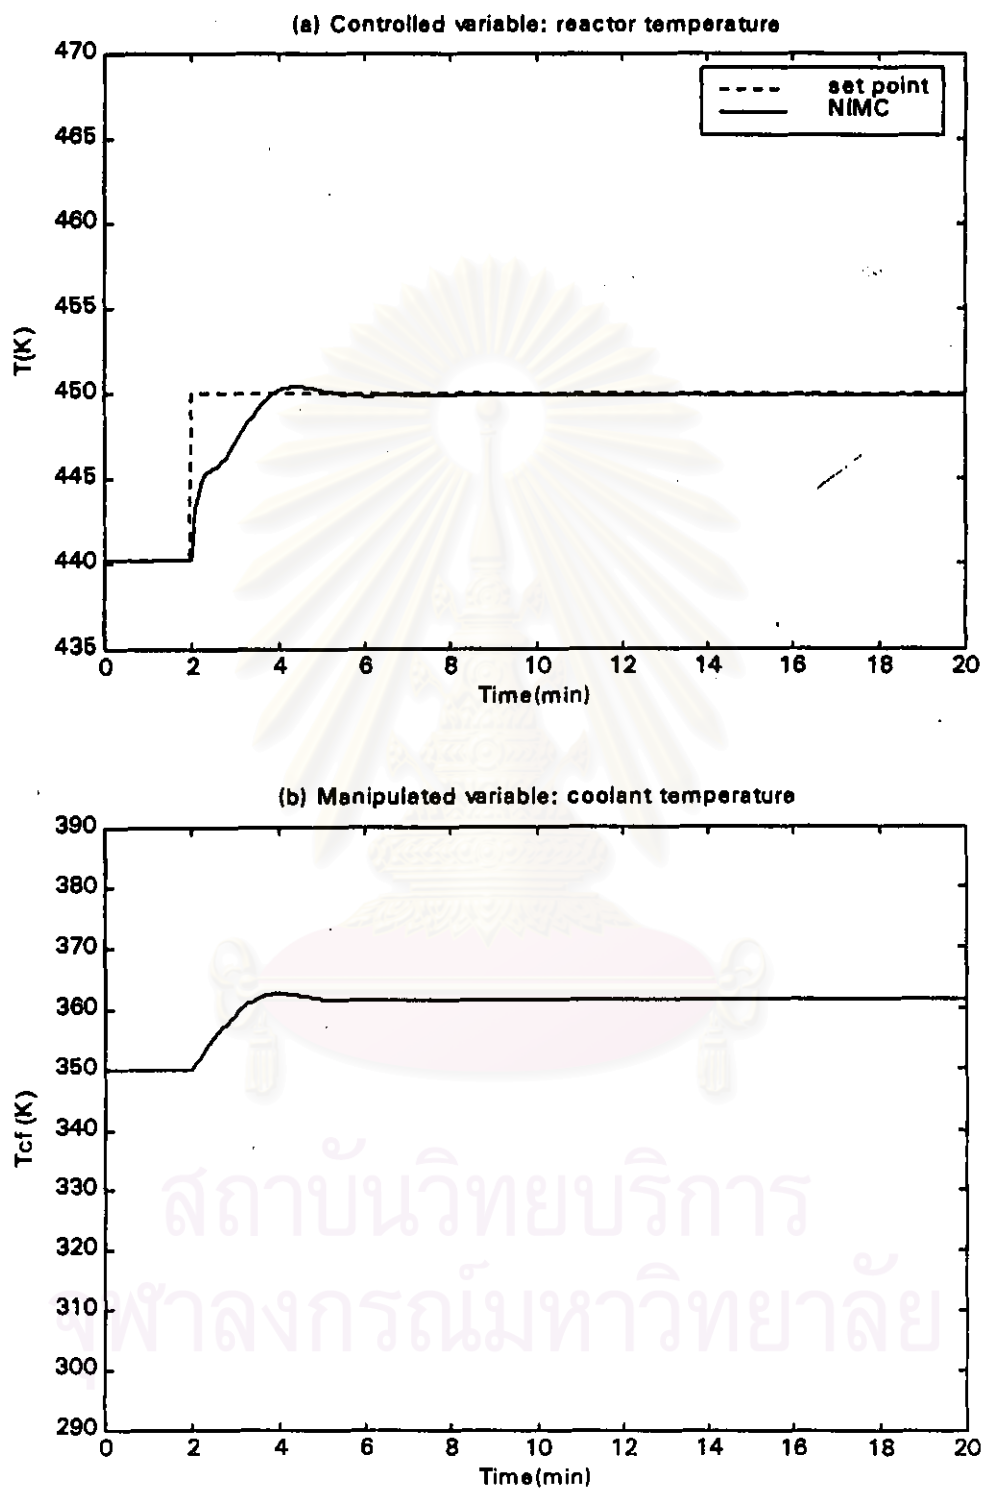 (a) Controlled variable: reactor temperature
470
465
460
455
450
445
440
435
T(K)
set point
NIMC
0 2 4 6 8 10 12 14 16 18 20
Time(min)
(b) Manipulated variable: coolant temperature
390
380
370
360
350
340
330
320
310
300
290
Tcf (K)
0 2 4 6 8 10 12 14 16 18 20
Time(min)
สถาบันวิทยบริการ
จุฬาลงกรณ์มหาวิทยาลัย